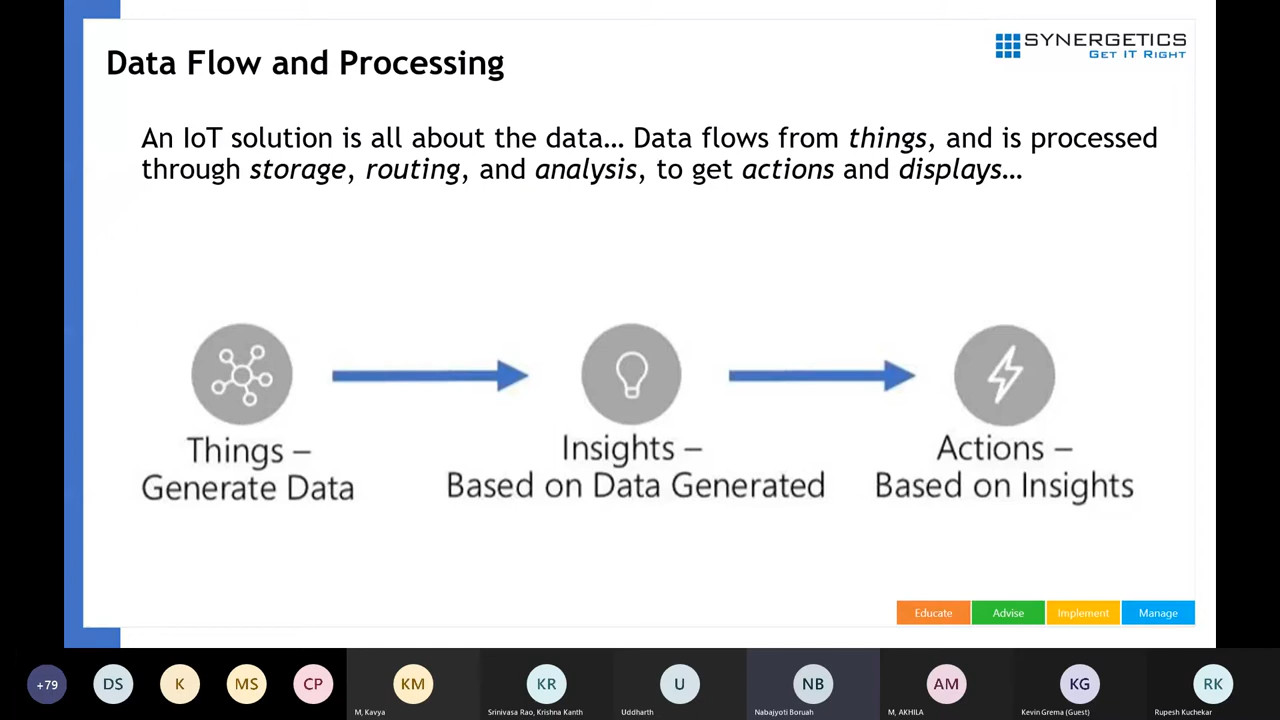 SYNERGETICS
GET IT RIGHT
Data Flow and Processing
An IoT solution is all about the data… Data flows from things, and is processed
through storage, routing, and analysis, to get actions and displays…
Things –
Generate Data
Insights –
Based on Data Generated
Actions –
Based on Insights
Educate
Advise
Implement
Manage
+79
DS
K
MS
CP
KM
KR
U
NB
AM
KG
RK
M, Kavya
Srinivasa Rao, Krishna Kanth
Uddharth
Nabajyoti Boruah
M, AKHILA
Kevin Grema (Guest)
Rupesh Kuchekar